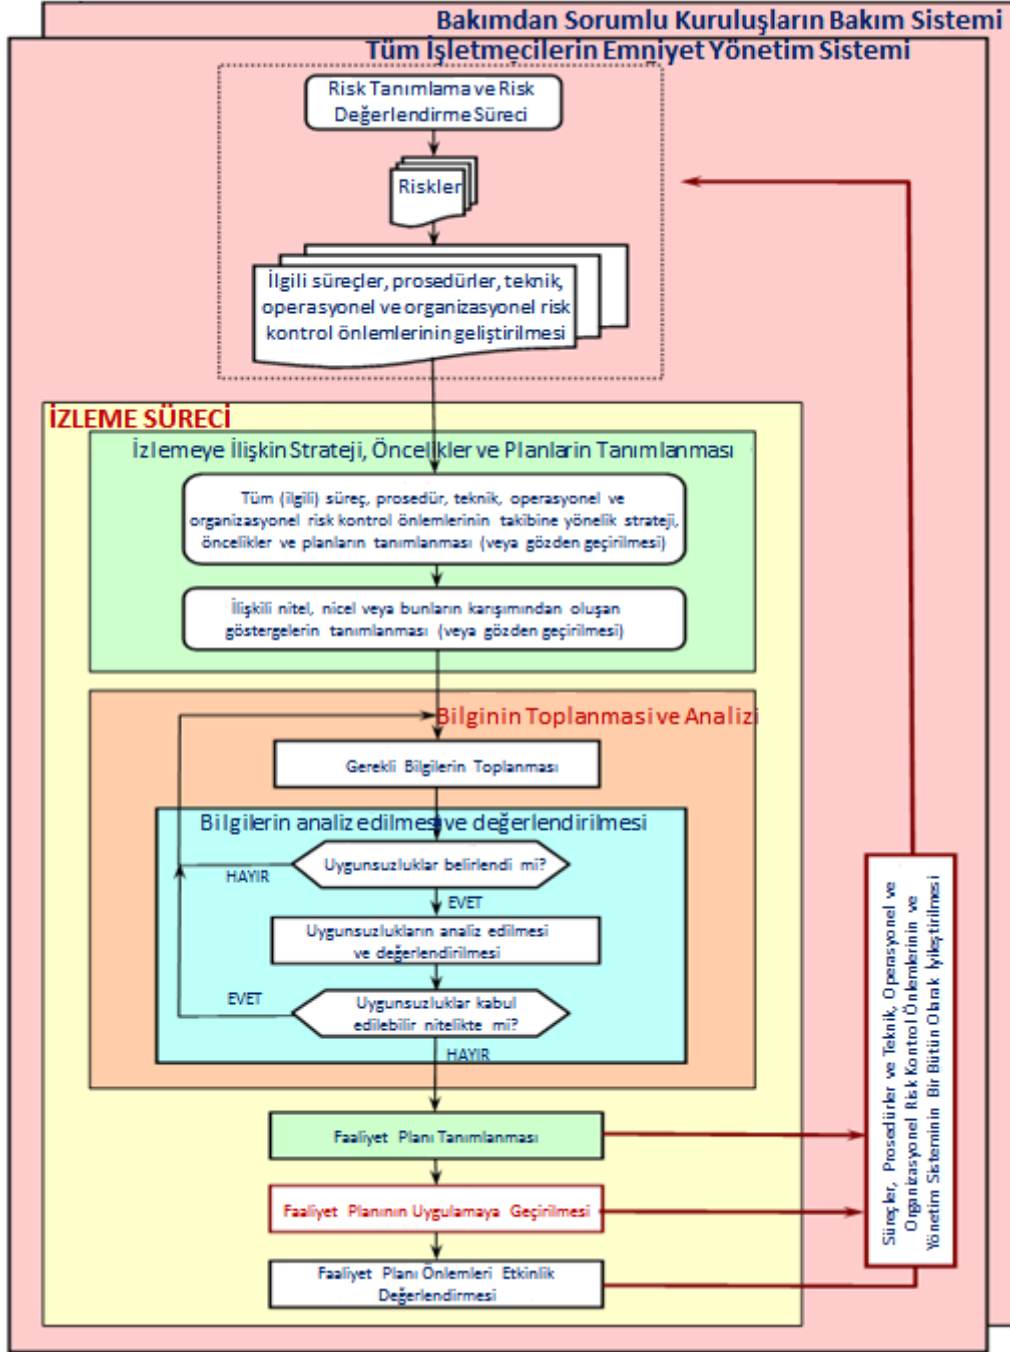 Bakımdan Sorumlu Kuruluşların Bakım Sistemi
Tüm İşletmecilerin Emniyet Yönetim Sistemi
Risk Tanımlama ve Risk
Değerlendirme Süreci
Riskler
İlgili süreçler, prosedürler, teknik,
operasyonel ve organizasyonel risk
kontrol önlemlerinin geliştirilmesi
İZLEME SÜRECİ
İzlemeye İlişkin Strateji, Öncelikler ve Planların Tanımlanması
Tüm (ilgili) süreç, prosedür, teknik, operasyonel ve
organizasyonel risk kontrol önlemlerinin takibine yönelik strateji,
öncelikler ve planların tanımlanması (veya gözden geçirilmesi)
İlişkili nitel, nicel veya bunların karışımından oluşan
göstergelerin tanımlanması (veya gözden geçirilmesi)
Bilginin Toplanması ve Analizi
Gerekli Bilgilerin Toplanması
Bilgilerin analiz edilmesi ve değerlendirilmesi
Uygunsuzluklar belirlendi mi?
HAYIR
EVET
Uygunsuzlukların analiz edilmesi
ve değerlendirilmesi
EVET
Uygunsuzluklar kabul
edilebilir nitelikte mi?
HAYIR
Faaliyet Planı Tanımlanması
Faaliyet Planının Uygulamaya Geçirilmesi
Faaliyet Planı Önlemleri Etkinlik
Değerlendirmesi
Süreçler, Prosedürler ve Teknik, Operasyonel ve
Organizasyonel Risk Kontrol Önlemlerinin ve
Yönetim Sisteminin Bir Bütün Olarak İyileştirilmesi